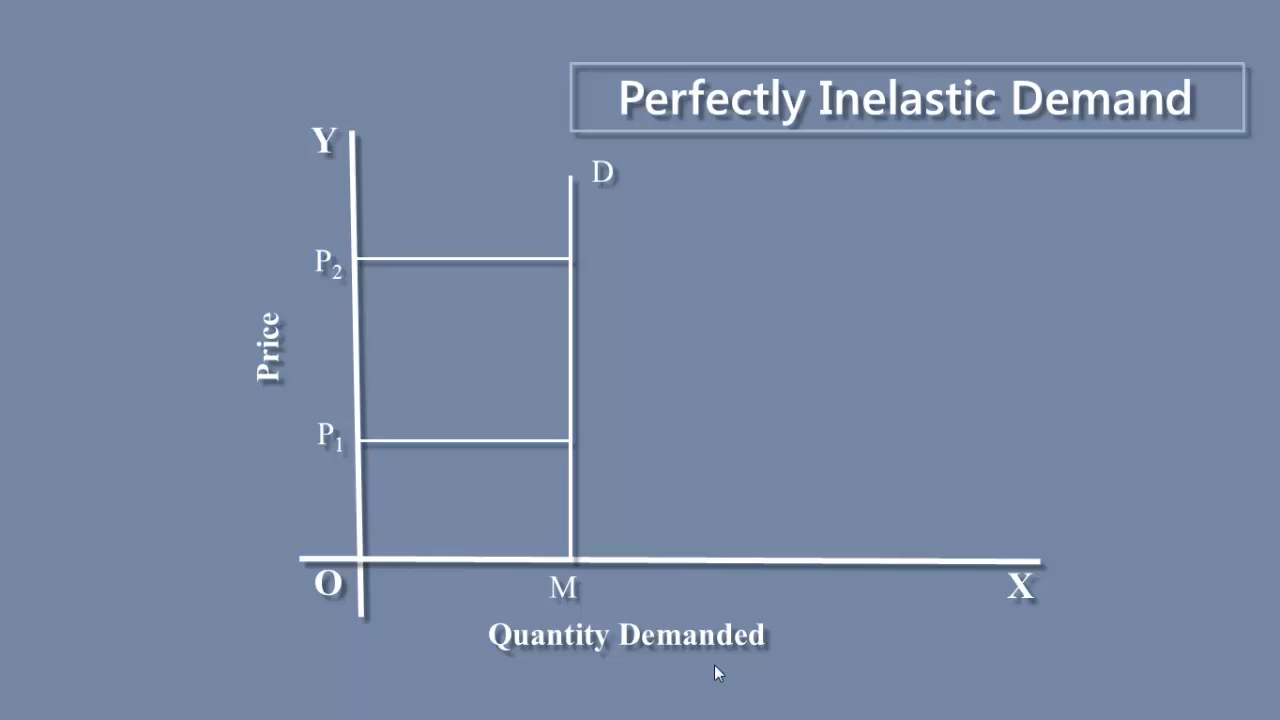 Perfectly Inelastic Demand
Y
D
P₂
Price
P₁
O
M
X
Quantity Demanded